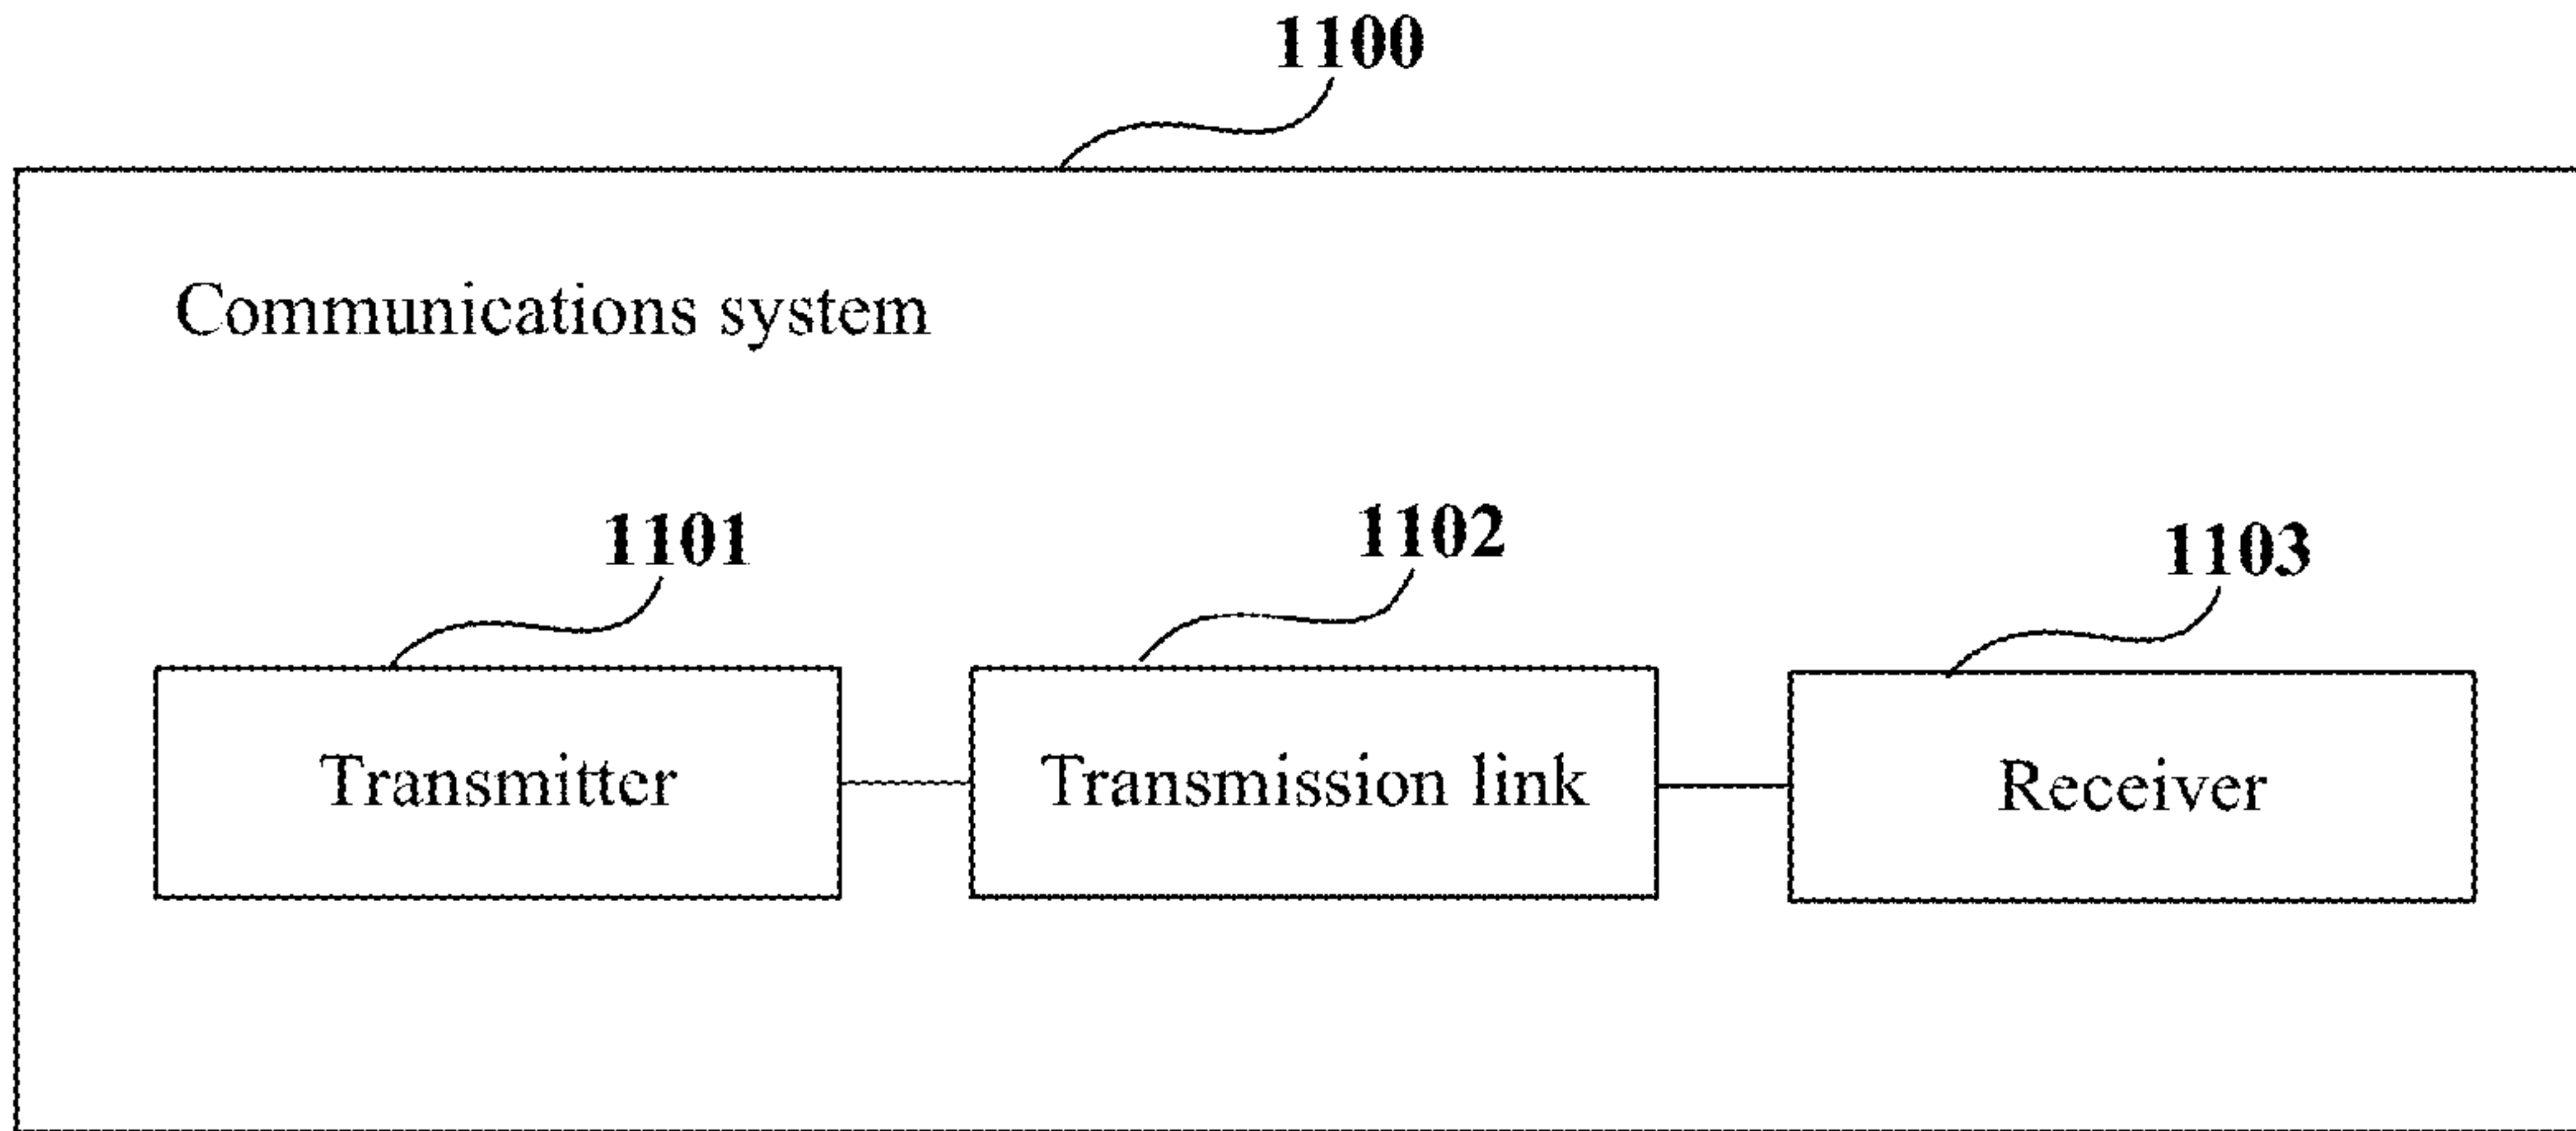 1100
Communications system
1101
1102
1103
Transmitter
Transmission link
Receiver